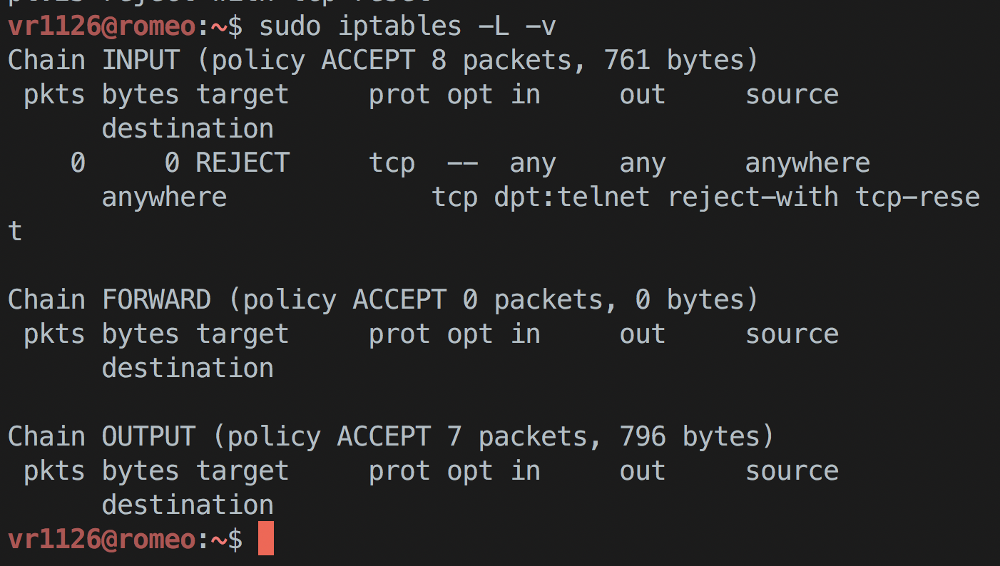 vr1126@romeo:~$ sudo iptables -L -v
Chain INPUT (policy ACCEPT 8 packets, 761 bytes)
 pkts bytes target     prot opt in     out     source
      destination
    0     0 REJECT     tcp  --  any    any     anywhere
      anywhere             tcp dpt:telnet reject-with tcp-rese
t

Chain FORWARD (policy ACCEPT 0 packets, 0 bytes)
 pkts bytes target     prot opt in     out     source
      destination

Chain OUTPUT (policy ACCEPT 7 packets, 796 bytes)
 pkts bytes target     prot opt in     out     source
      destination
vr1126@romeo:~$